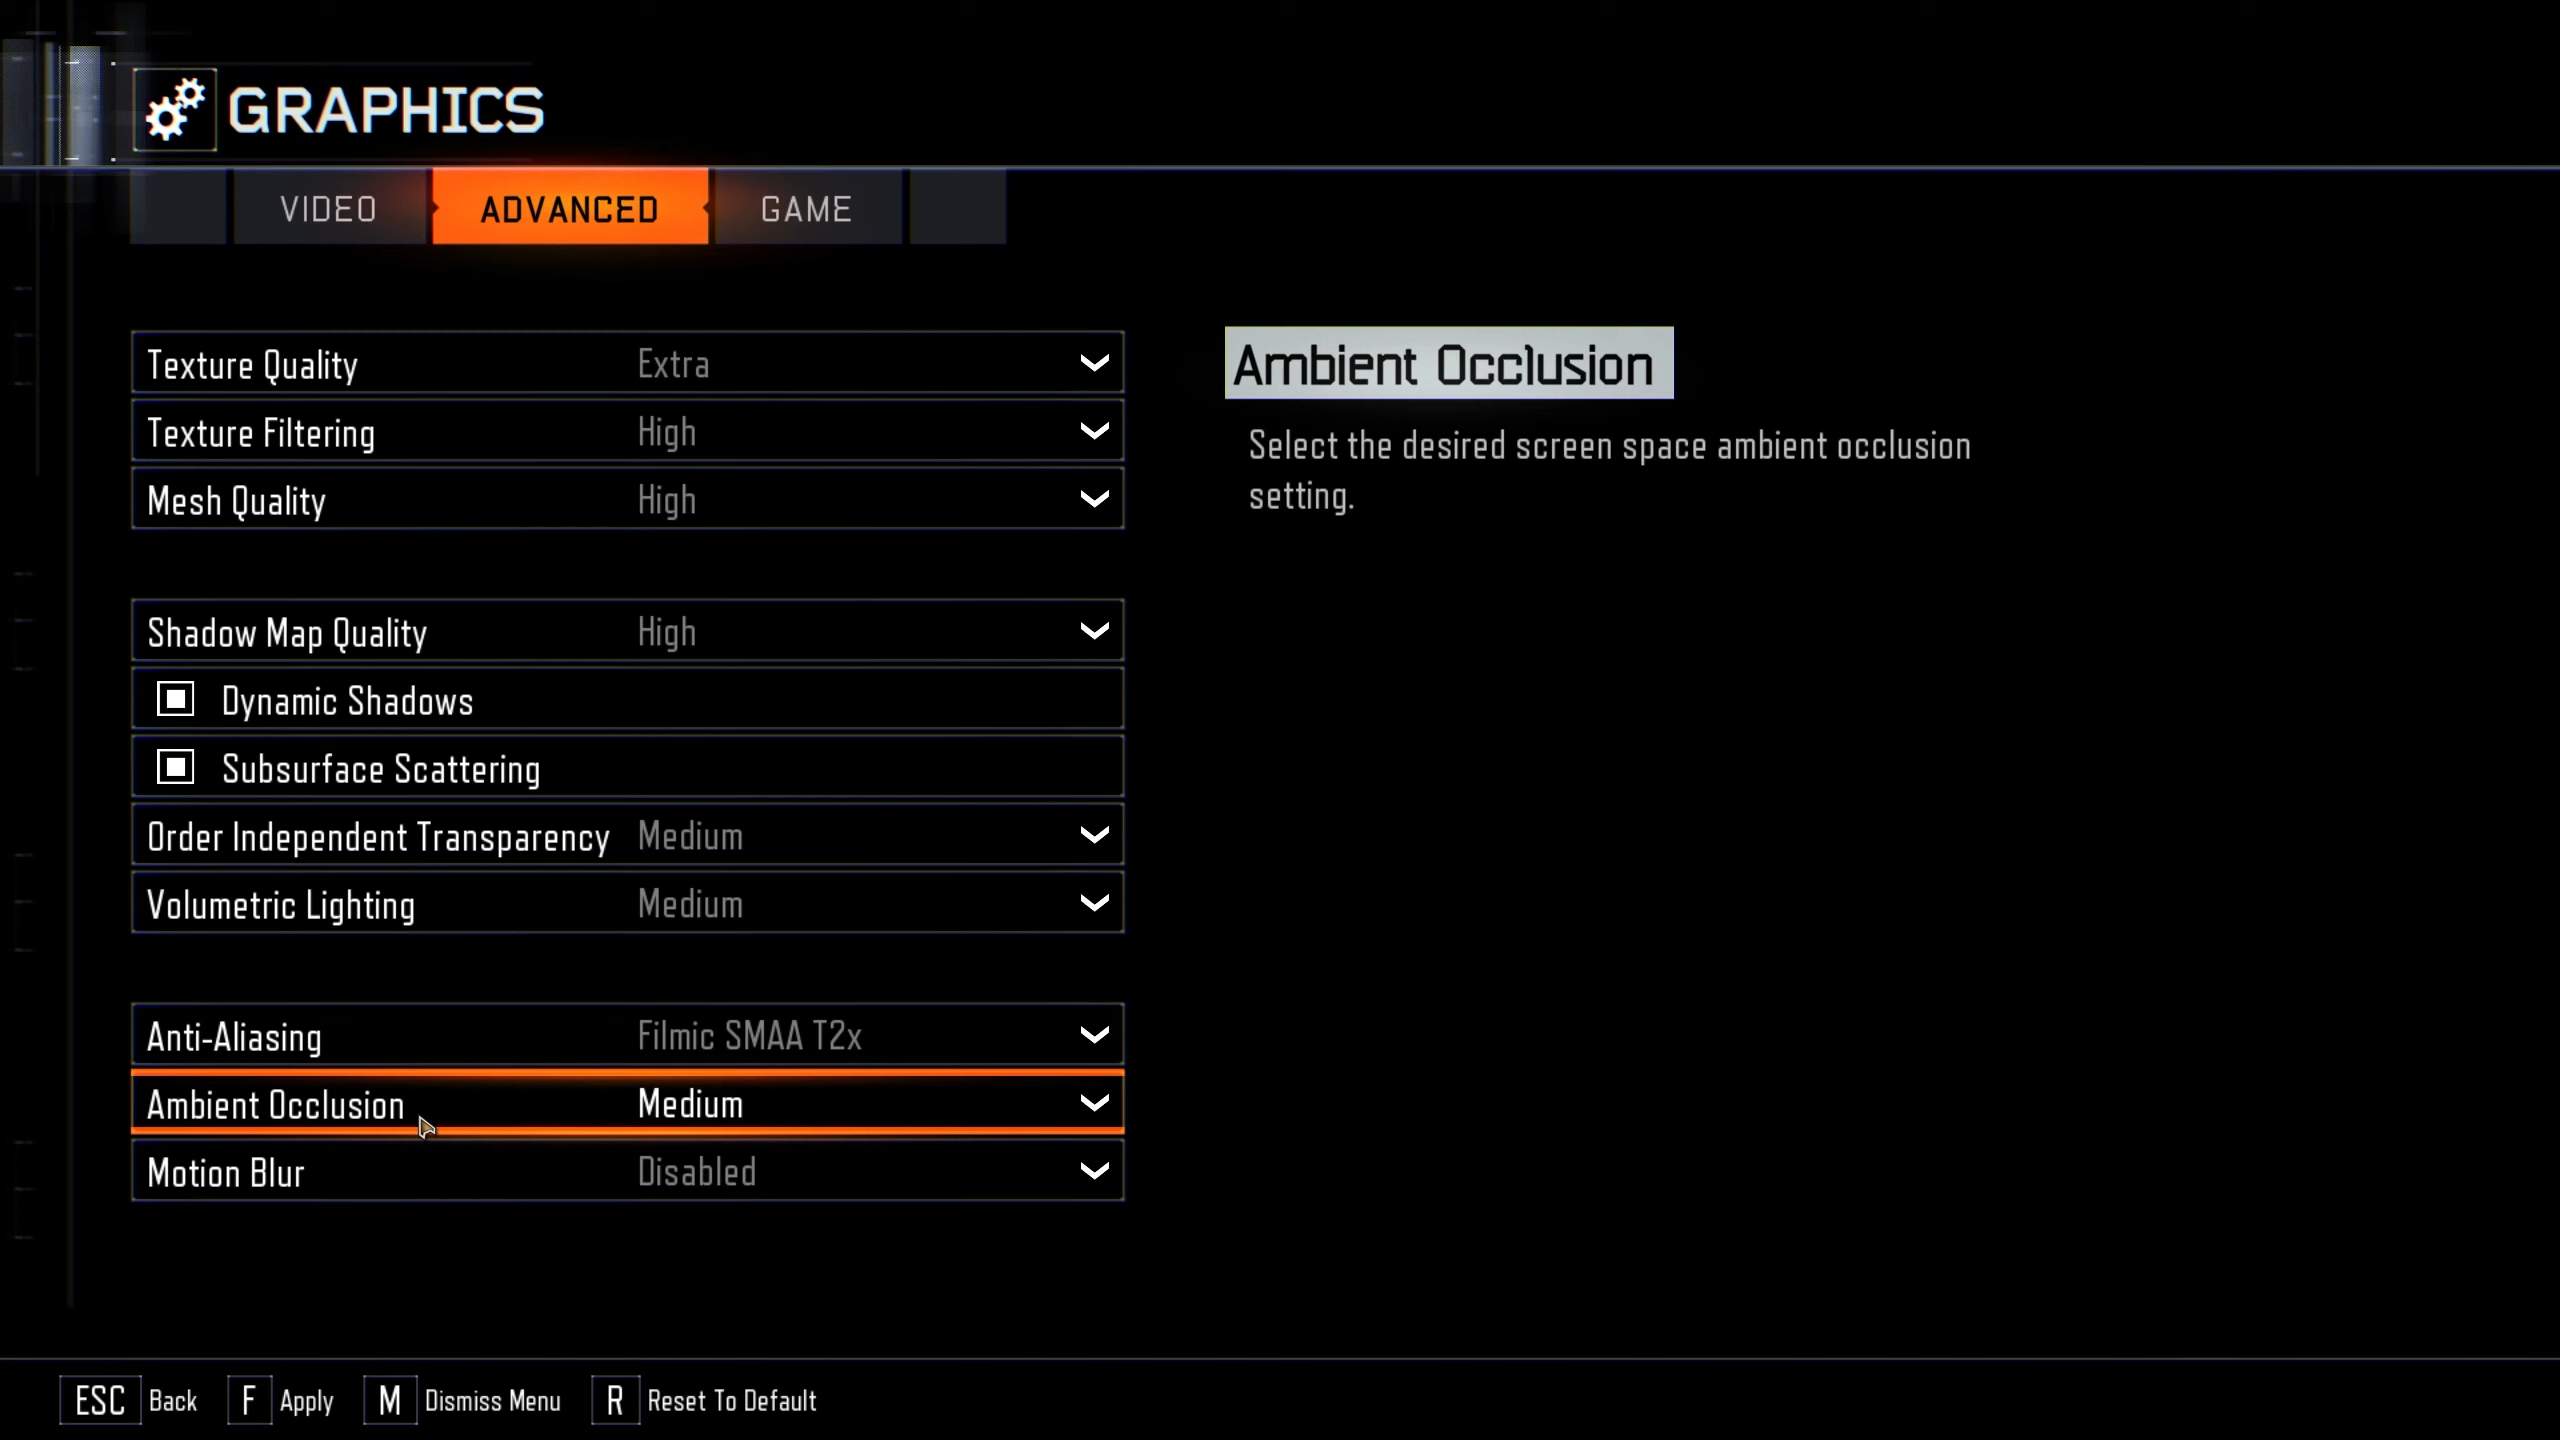 GRAPHICS
VIDEO ADVANCED GAME
Texture Quality Extra
Texture Filtering High
Mesh Quality High
Shadow Map Quality High
Dynamic Shadows
Subsurface Scattering
Order Independent Transparency Medium
Volumetric Lighting Medium
Anti-Aliasing Filmic SMAA T2x
Ambient Occlusion Medium
Motion Blur Disabled
Ambient Occlusion
Select the desired screen space ambient occlusion
setting.
ESC Back F Apply M Dismiss Menu R Reset To Default